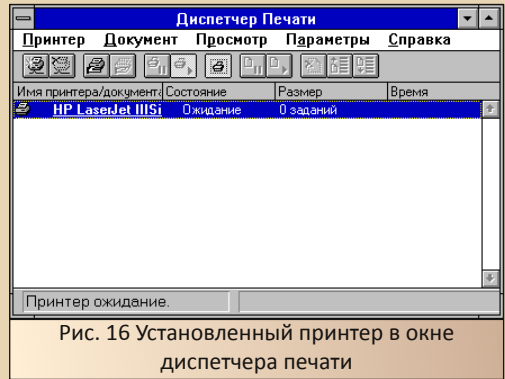 Диспетчер Печати
Принтер Документ Просмотр Параметры Справка
Имя принтера/документа Состояние Размер Время
HP LaserJet IIISi Ожидание 0 заданий
Принтер ожидание.
Рис. 16 Установленный принтер в окне
диспетчера печати